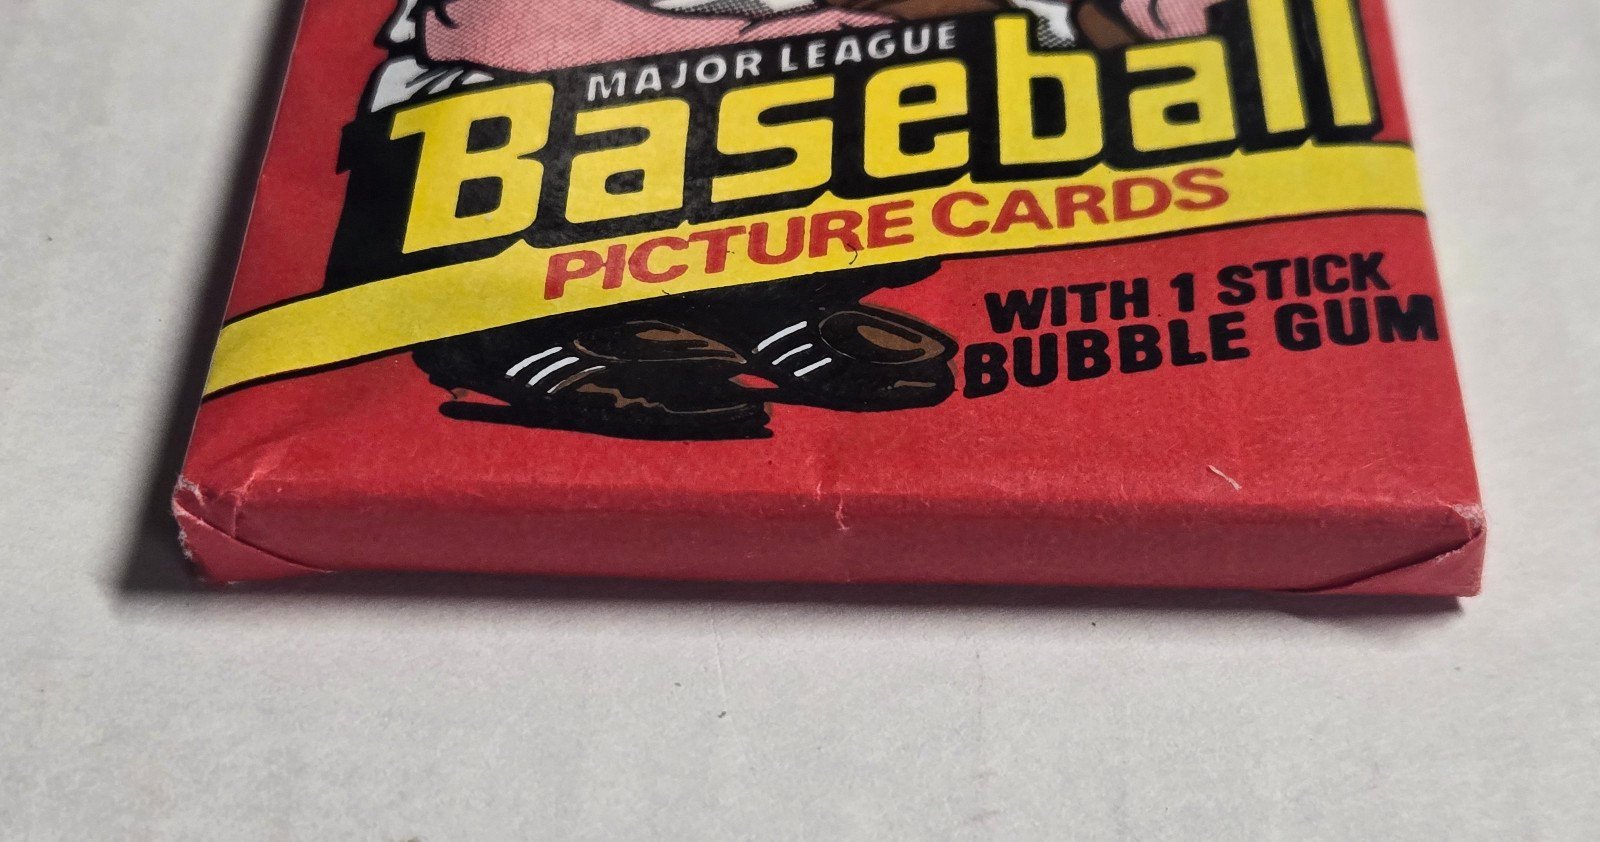 MAJOR LEAGUE
Baseball
PICTURE CARDS
WITH 1 STICK
BUBBLE GUM